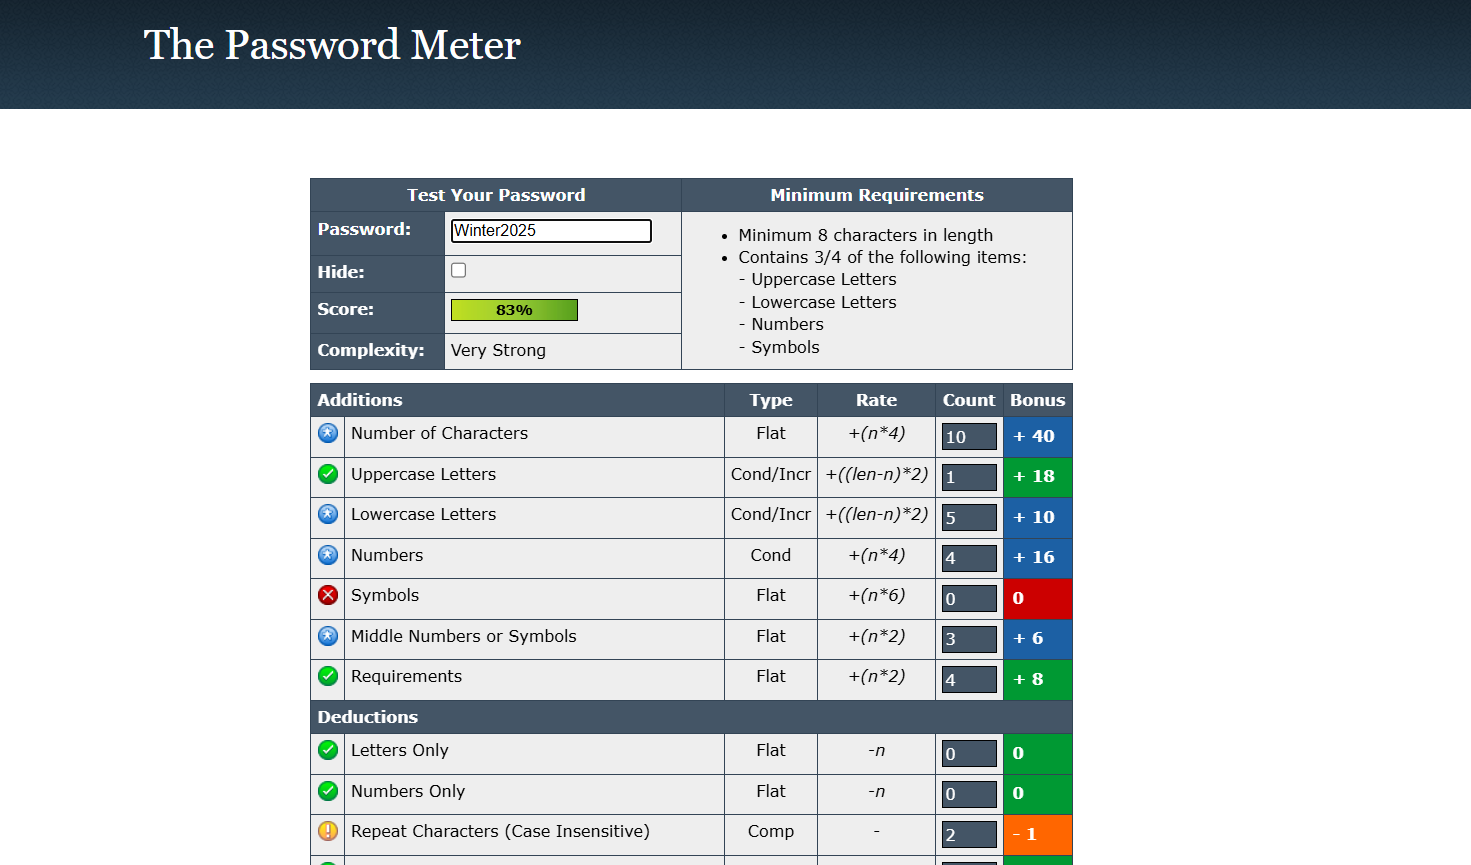 The Password Meter
Test Your Password
Minimum Requirements
Password:
Winter2025
Hide:
Score:
83%
Complexity:
Very Strong
• Minimum 8 characters in length
• Contains 3/4 of the following items:
- Uppercase Letters
- Lowercase Letters
- Numbers
- Symbols
Additions Type Rate Count Bonus
Number of Characters Flat +(n*4) 10 + 40
Uppercase Letters Cond/Incr +((len-n)*2) 1 + 18
Lowercase Letters Cond/Incr +((len-n)*2) 5 + 10
Numbers Cond +(n*4) 4 + 16
Symbols Flat +(n*6) 0 0
Middle Numbers or Symbols Flat +(n*2) 3 + 6
Requirements Flat +(n*2) 4 + 8
Deductions
Letters Only Flat -n 0 0
Numbers Only Flat -n 0 0
Repeat Characters (Case Insensitive) Comp - 2 - 1